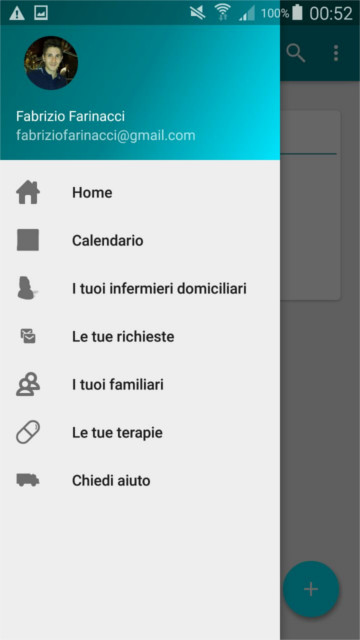 100% 00:52
Fabrizio Farinacci
fabriziofarinacci@gmail.com
Home
Calendario
I tuoi infermieri domiciliari
Le tue richieste
I tuoi familiari
Le tue terapie
Chiedi aiuto